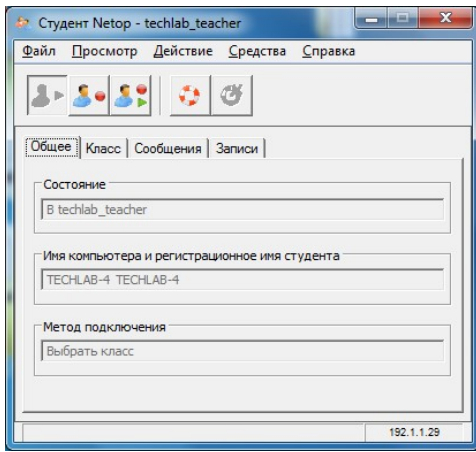 Студент Netop - techlab_teacher
Файл Просмотр Действие Средства Справка
Общее Класс Сообщения Записи
Состояние
В techlab_teacher
Имя компьютера и регистрационное имя студента
TECHLAB-4 TECHLAB-4
Метод подключения
Выбрать класс
192.1.1.29